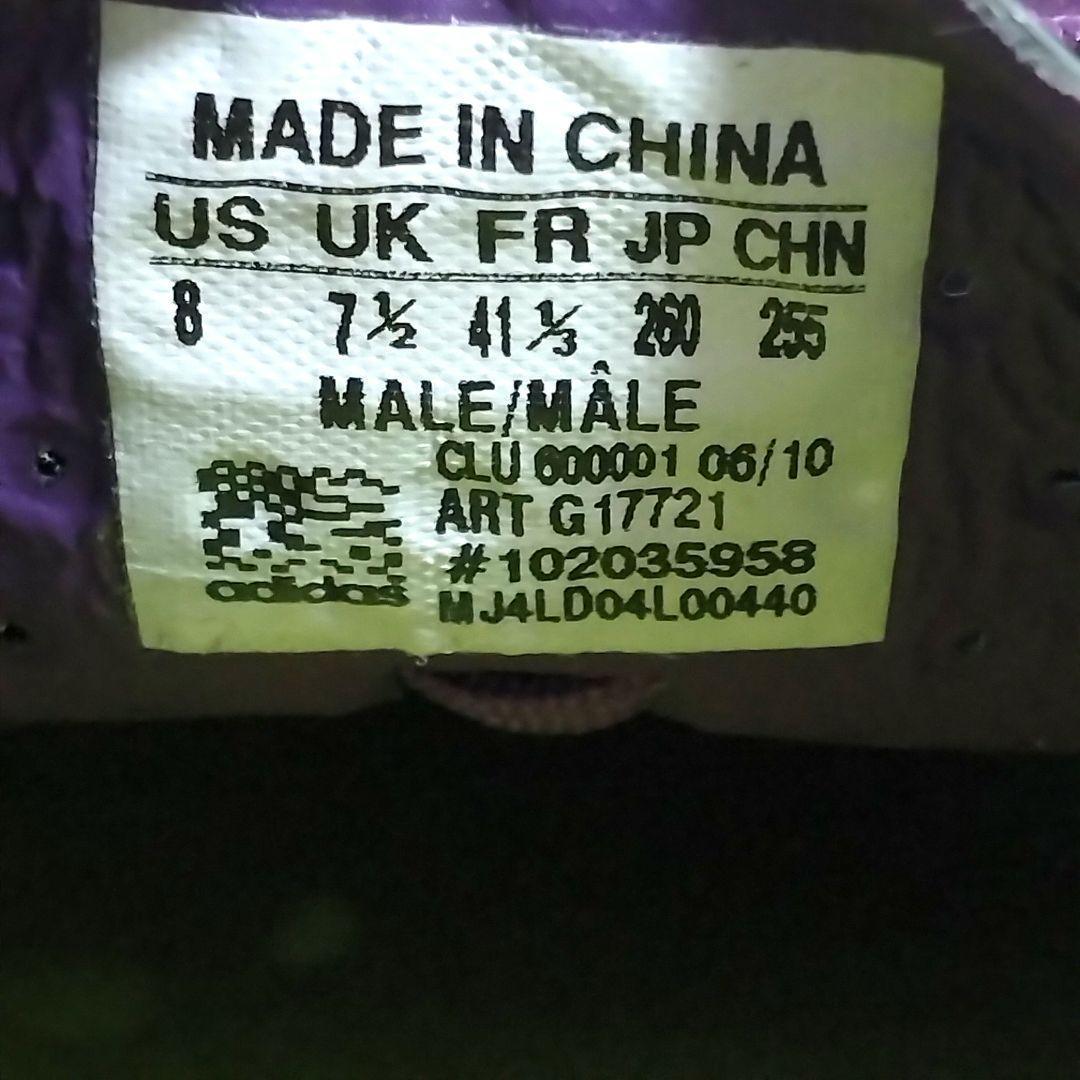 MADE IN CHINA
US UK FR JP CHN
8 7½ 41⅓ 260 255
MALE/MÂLE
CLU 600001 06/10
ART G17721
#102035958
adidas MJ4LD04L00440